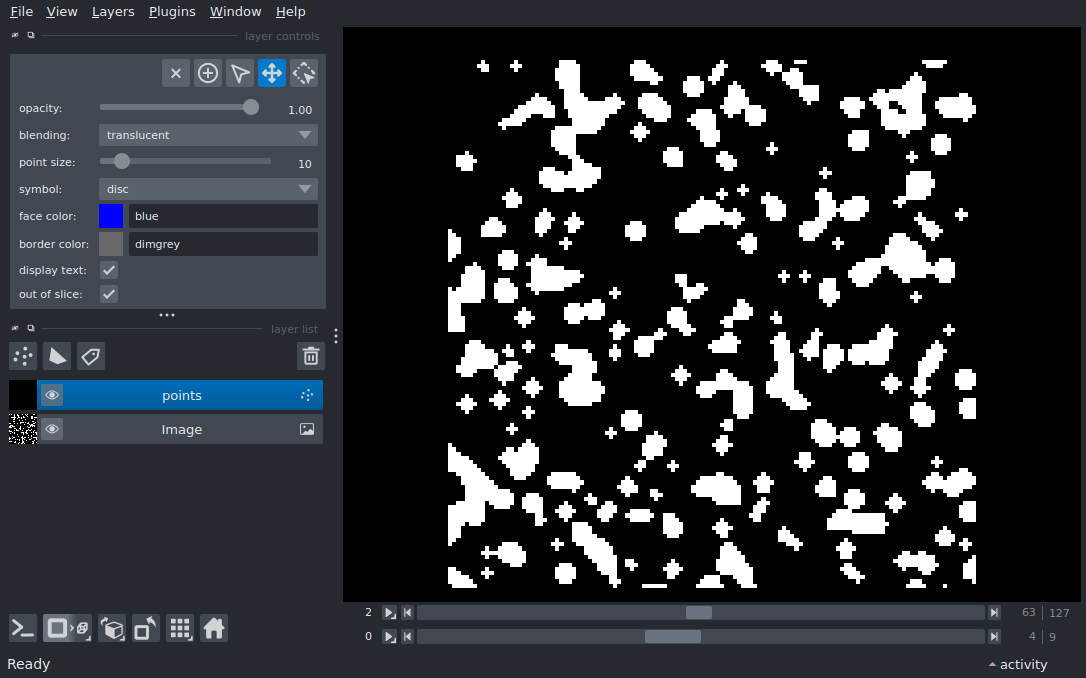 File View Layers Plugins Window Help
layer controls
opacity: 1.00
blending: translucent
point size: 10
symbol: disc
face color: blue
border color: dimgrey
display text:
out of slice:
layer list
points
Image
2 63 127
0 4 9
Ready activity